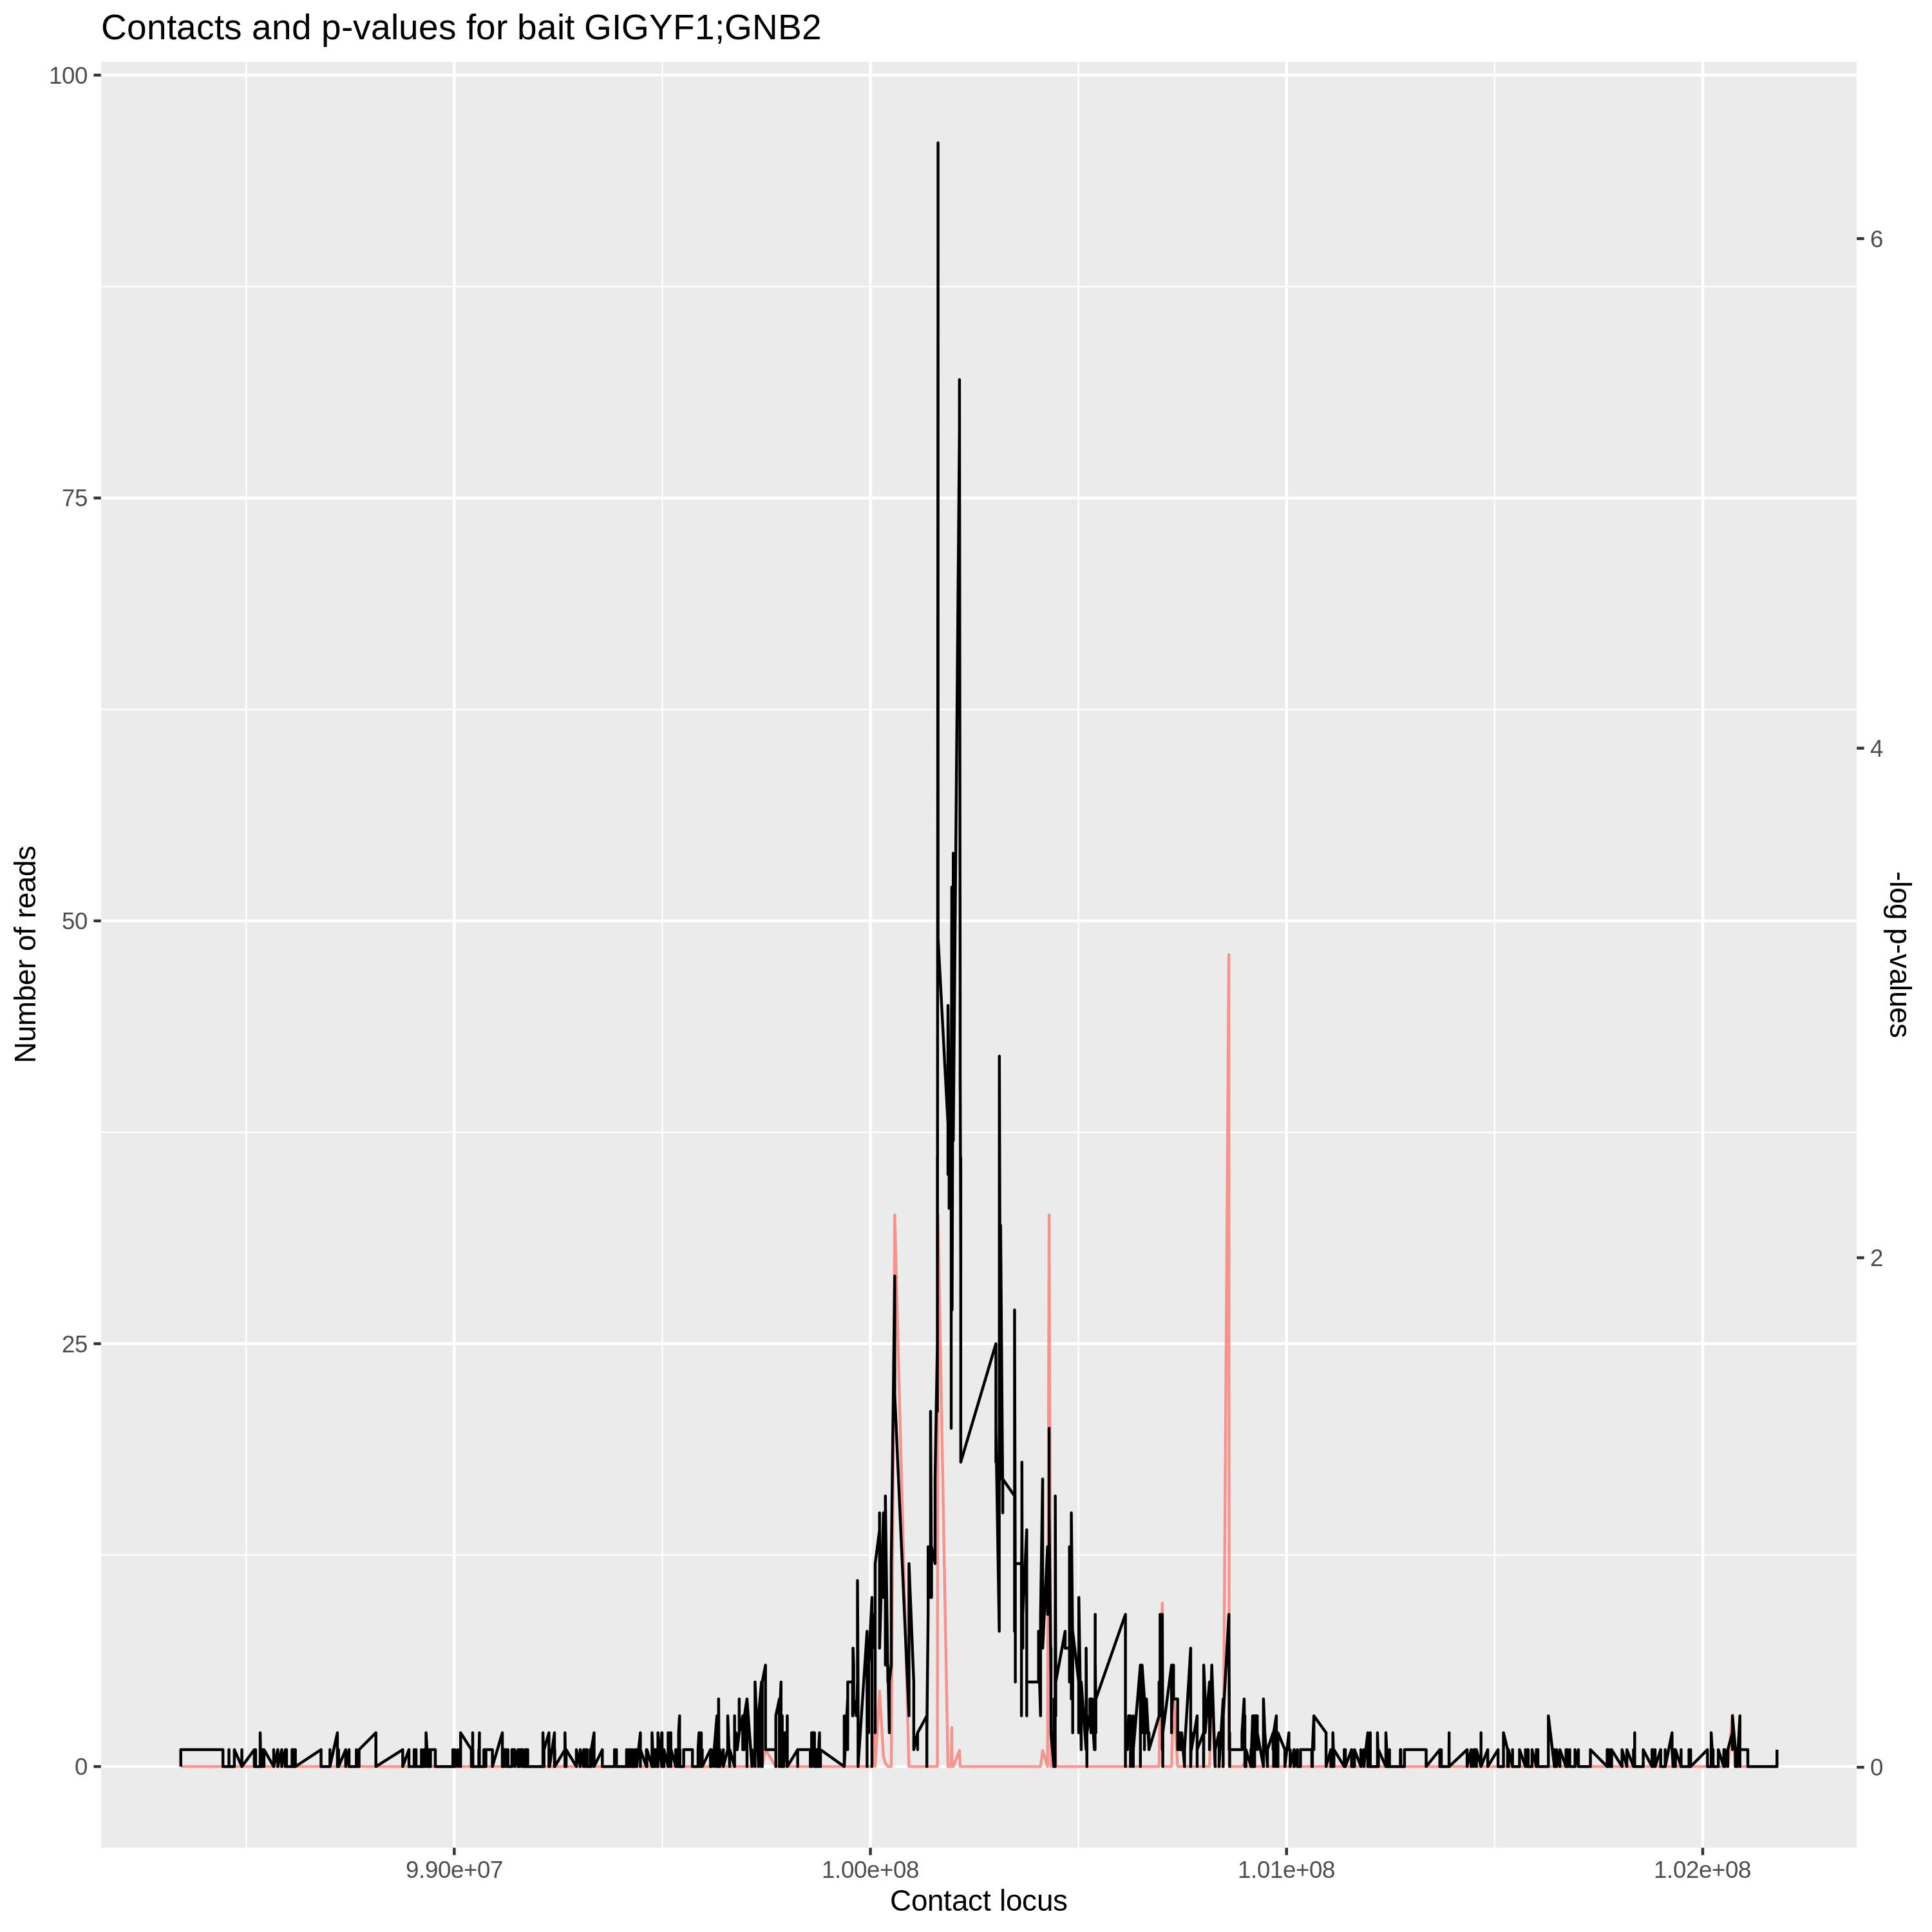 Contacts and p-values for bait GIGYF1;GNB2
100
75
50
25
0
Number of reads
6
4
2
0
-log p-values
9.90e+07
1.00e+08
1.01e+08
1.02e+08
Contact locus